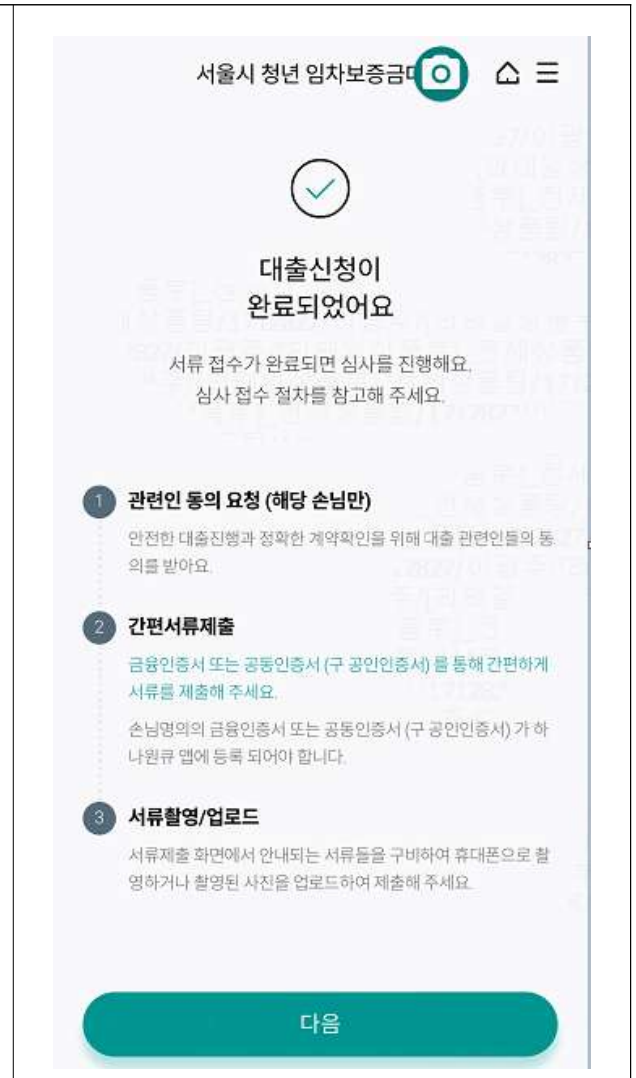 서울시 청년 임차보증금대
대출신청이
완료되었어요
서류 접수가 완료되면 심사를 진행해요.
심사 접수 절차를 참고해 주세요.
1 관련인 동의 요청 (해당 손님만)
안전한 대출진행과 정확한 계약확인을 위해 대출 관련인들의 동
의를 받아요.
2 간편서류제출
금융인증서 또는 공동인증서 (구 공인인증서) 를 통해 간편하게
서류를 제출해 주세요.
손님명의의 금융인증서 또는 공동인증서 (구 공인인증서) 가 하
나원큐 앱에 등록 되어야 합니다.
3 서류촬영/업로드
서류제출 화면에서 안내되는 서류들을 구비하여 휴대폰으로 촬
영하거나 촬영된 사진을 업로드하여 제출해 주세요.
다음